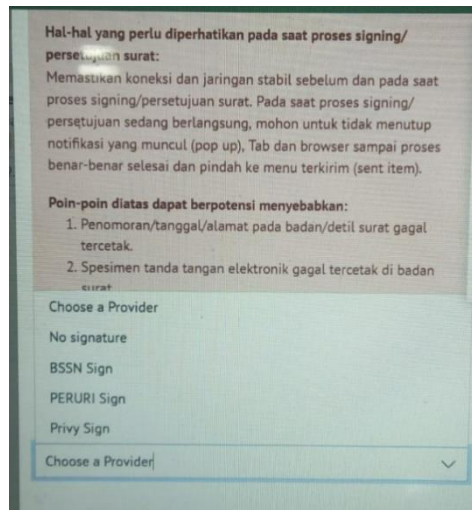 Hal-hal yang perlu diperhatikan pada saat proses signing/
persetujuan surat:
Memastikan koneksi dan jaringan stabil sebelum dan pada saat
proses signing/persetujuan surat. Pada saat proses signing/
persetujuan sedang berlangsung, mohon untuk tidak menutup
notifikasi yang muncul (pop up), Tab dan browser sampai proses
benar-benar selesai dan pindah ke menu terkirim (sent item).
Poin-poin diatas dapat berpotensi menyebabkan:
1. Penomoran/tanggal/alamat pada badan/detil surat gagal
tercetak.
2. Spesimen tanda tangan elektronik gagal tercetak di badan
surat
Choose a Provider
No signature
BSSN Sign
PERURI Sign
Privy Sign
Choose a Provider